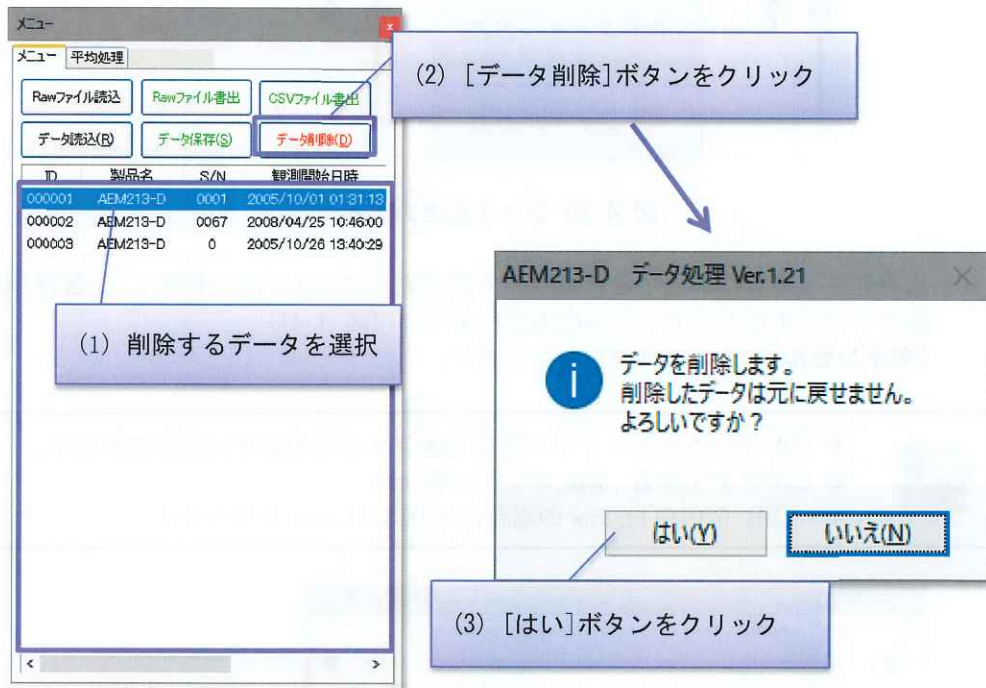 メニュー
メニュー 平均処理
Rawファイル読込 Rawファイル書出 CSVファイル書出
データ読込(R) データ保存(S) データ削除(D)
ID 製品名 S/N 観測開始日時
000001 AEM213-D 0001 2005/10/01 01:31:13
000002 AEM213-D 0067 2008/04/25 10:46:00
000003 AEM213-D 0 2005/10/26 13:40:29
(1) 削除するデータを選択
(2) [データ削除]ボタンをクリック
AEM213-D データ処理 Ver.1.21
データを削除します。
削除したデータは元に戻せません。
よろしいですか？
はい(Y) いいえ(N)
(3) [はい]ボタンをクリック